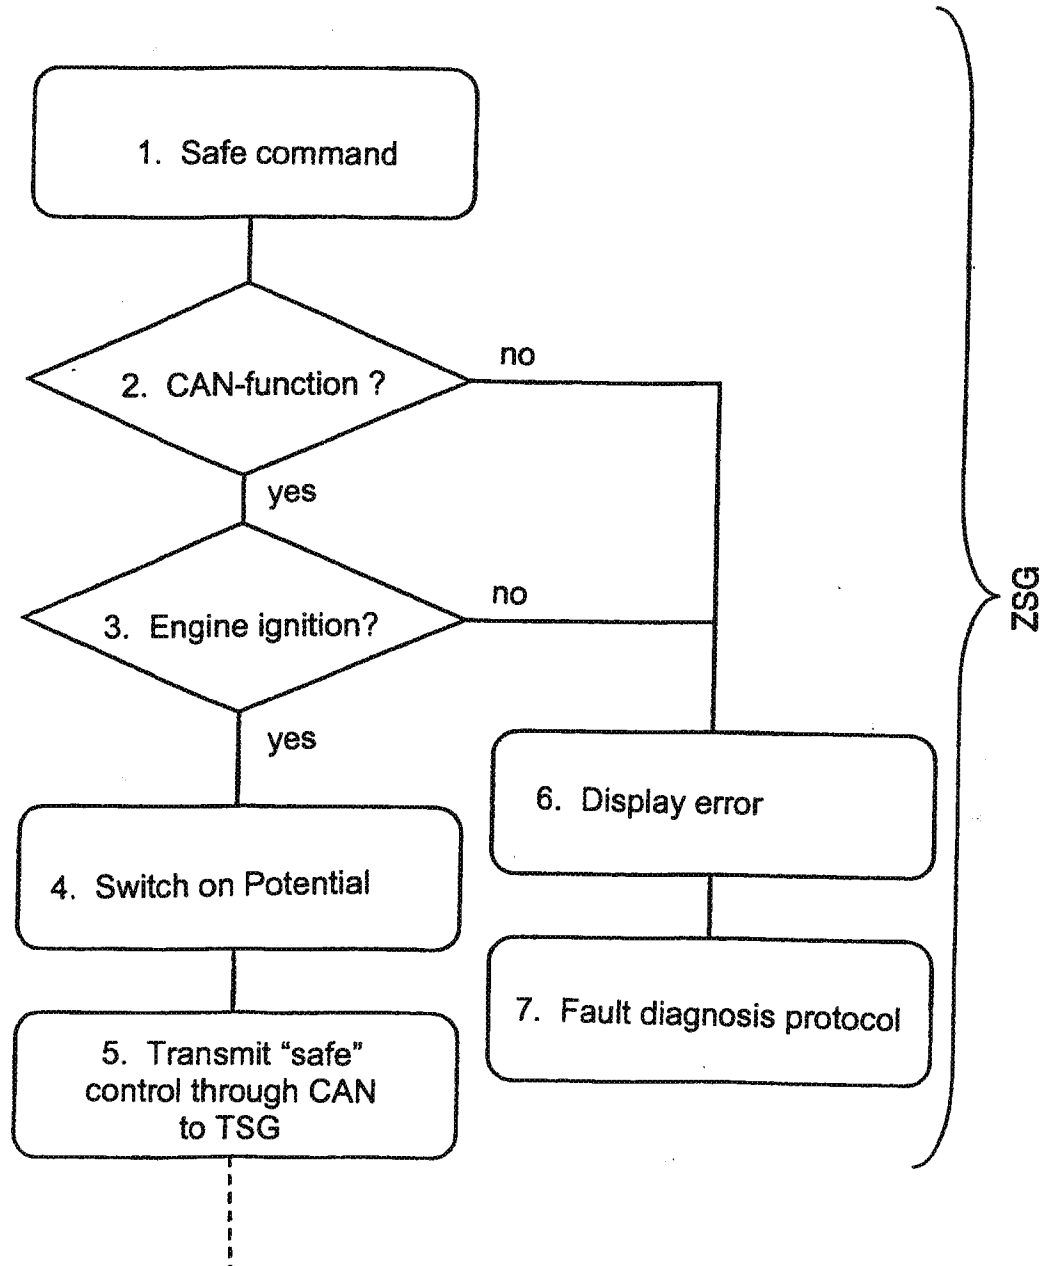 1. Safe command
2. CAN-function ?
no
yes
3. Engine ignition?
no
yes
4. Switch on Potential
5. Transmit “safe”
control through CAN
to TSG
6. Display error
7. Fault diagnosis protocol
ZSG